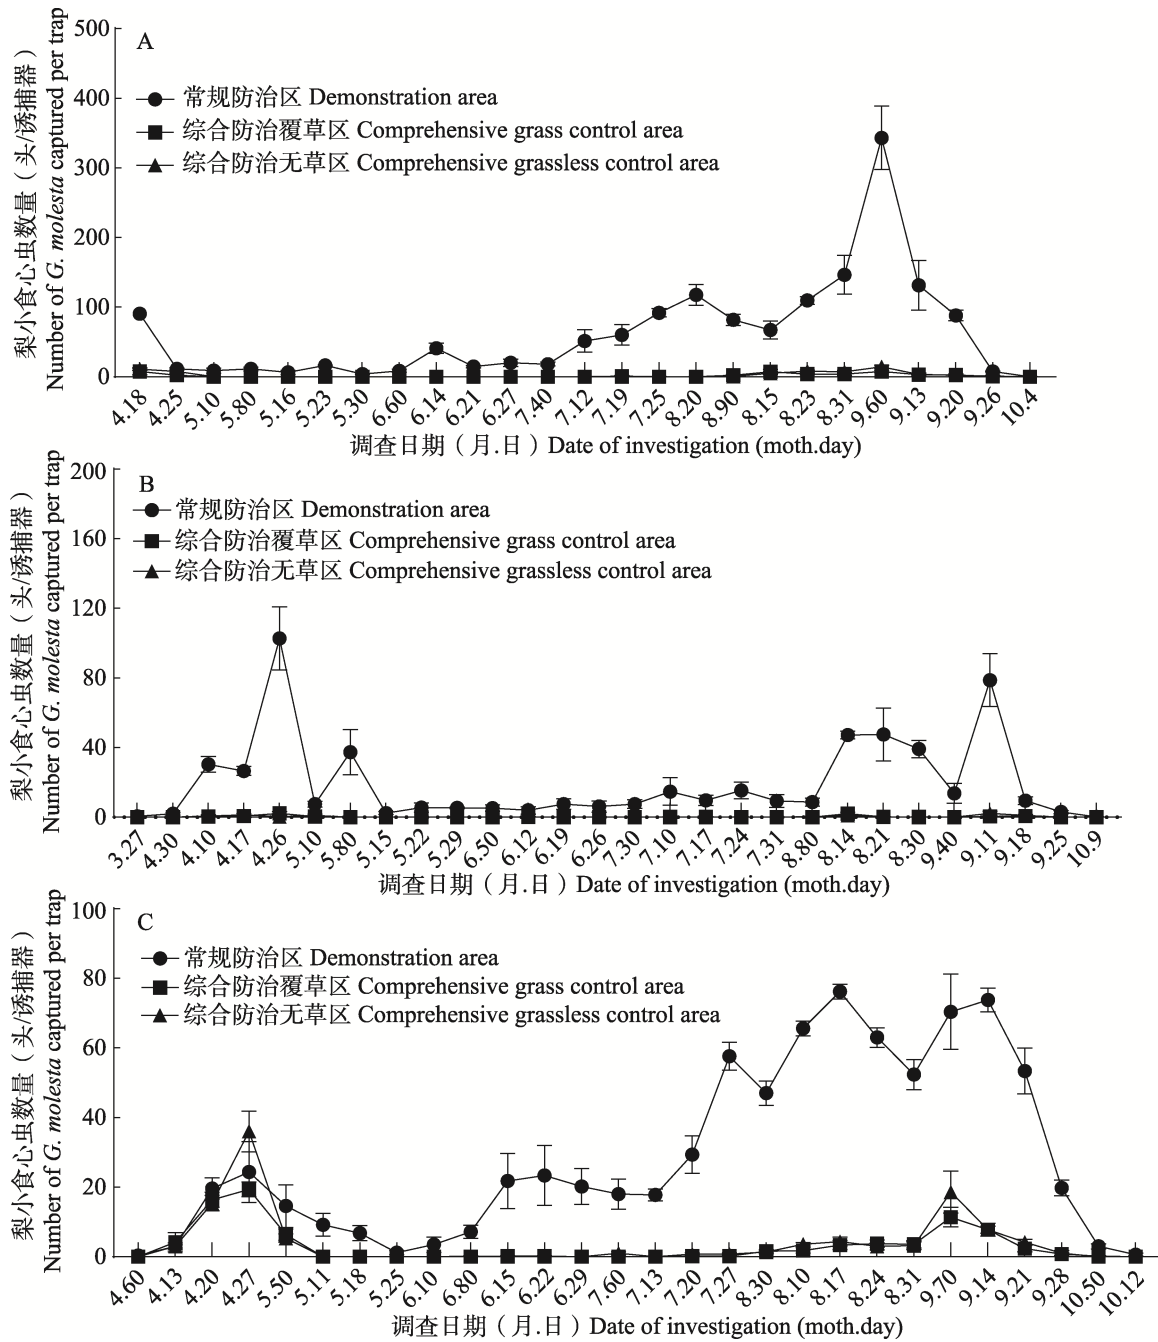 A
500
400
300
200
100
0
梨小食心虫数量（头/诱捕器）
Number of G. molesta captured per trap
常规防治区 Demonstration area
综合防治覆草区 Comprehensive grass control area
综合防治无草区 Comprehensive grassless control area
4.18 4.25 5.10 5.80 5.16 5.23 5.30 6.60 6.14 6.21 6.27 7.40 7.12 7.19 7.25 8.20 8.90 8.15 8.23 8.31 9.60 9.13 9.20 9.26 10.4
调查日期（月.日）Date of investigation (moth.day)
B
200
160
120
80
40
0
梨小食心虫数量（头/诱捕器）
Number of G. molesta captured per trap
常规防治区 Demonstration area
综合防治覆草区 Comprehensive grass control area
综合防治无草区 Comprehensive grassless control area
3.27 4.30 4.10 4.17 4.26 5.10 5.80 5.15 5.22 5.29 6.50 6.12 6.19 6.26 7.30 7.10 7.17 7.24 7.31 8.80 8.14 8.21 8.30 9.40 9.11 9.18 9.25 10.9
调查日期（月.日）Date of investigation (moth.day)
C
100
80
60
40
20
0
梨小食心虫数量（头/诱捕器）
Number of G. molesta captured per trap
常规防治区 Demonstration area
综合防治覆草区 Comprehensive grass control area
综合防治无草区 Comprehensive grassless control area
4.60 4.13 4.20 4.27 5.50 5.11 5.18 5.25 6.10 6.80 6.15 6.22 6.29 7.60 7.13 7.20 7.27 8.30 8.10 8.17 8.24 8.31 9.70 9.14 9.21 9.28 10.50 10.12
调查日期（月.日）Date of investigation (moth.day)